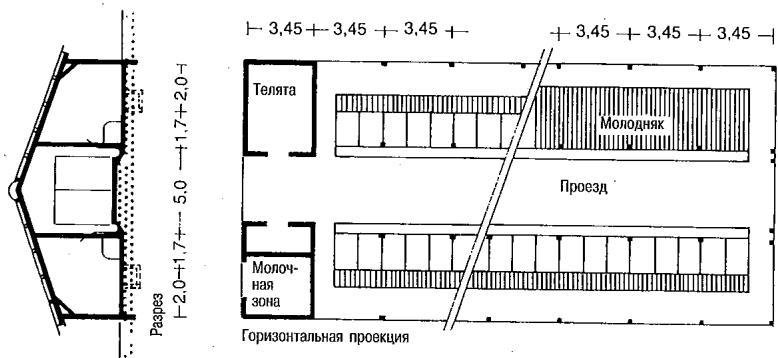 3,45 3,45 3,45 3,45 3,45 3,45
Телята
Молодняк
Проезд
Молоч-
ная
зона
2,0 1,7 5.0 1,7 2,0
Разрез
Горизонтальная проекция